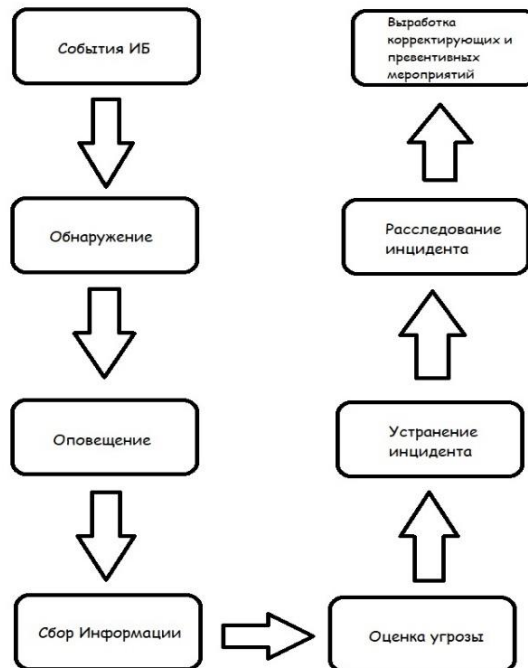 События ИБ
Обнаружение
Оповещение
Сбор Информации
Оценка угрозы
Устранение
инцидента
Расследование
инцидента
Выработка
корректирующих и
превентивных
мероприятий